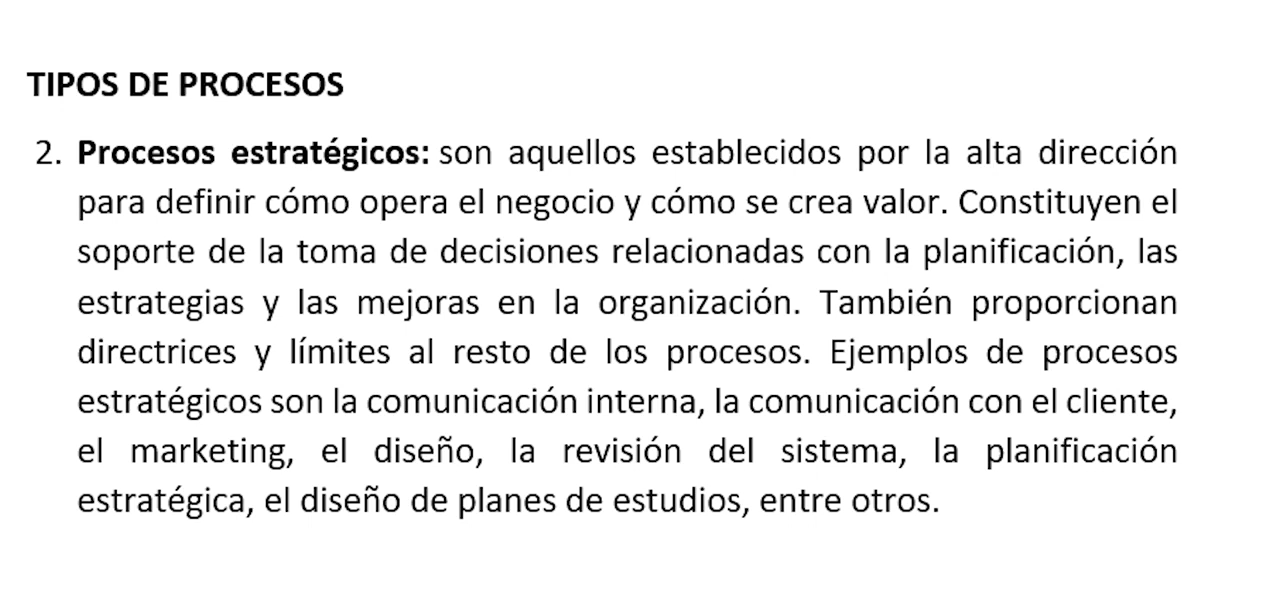 TIPOS DE PROCESOS
2. Procesos estratégicos: son aquellos establecidos por la alta dirección
para definir cómo opera el negocio y cómo se crea valor. Constituyen el
soporte de la toma de decisiones relacionadas con la planificación, las
estrategias y las mejoras en la organización. También proporcionan
directrices y límites al resto de los procesos. Ejemplos de procesos
estratégicos son la comunicación interna, la comunicación con el cliente,
el marketing, el diseño, la revisión del sistema, la planificación
estratégica, el diseño de planes de estudios, entre otros.